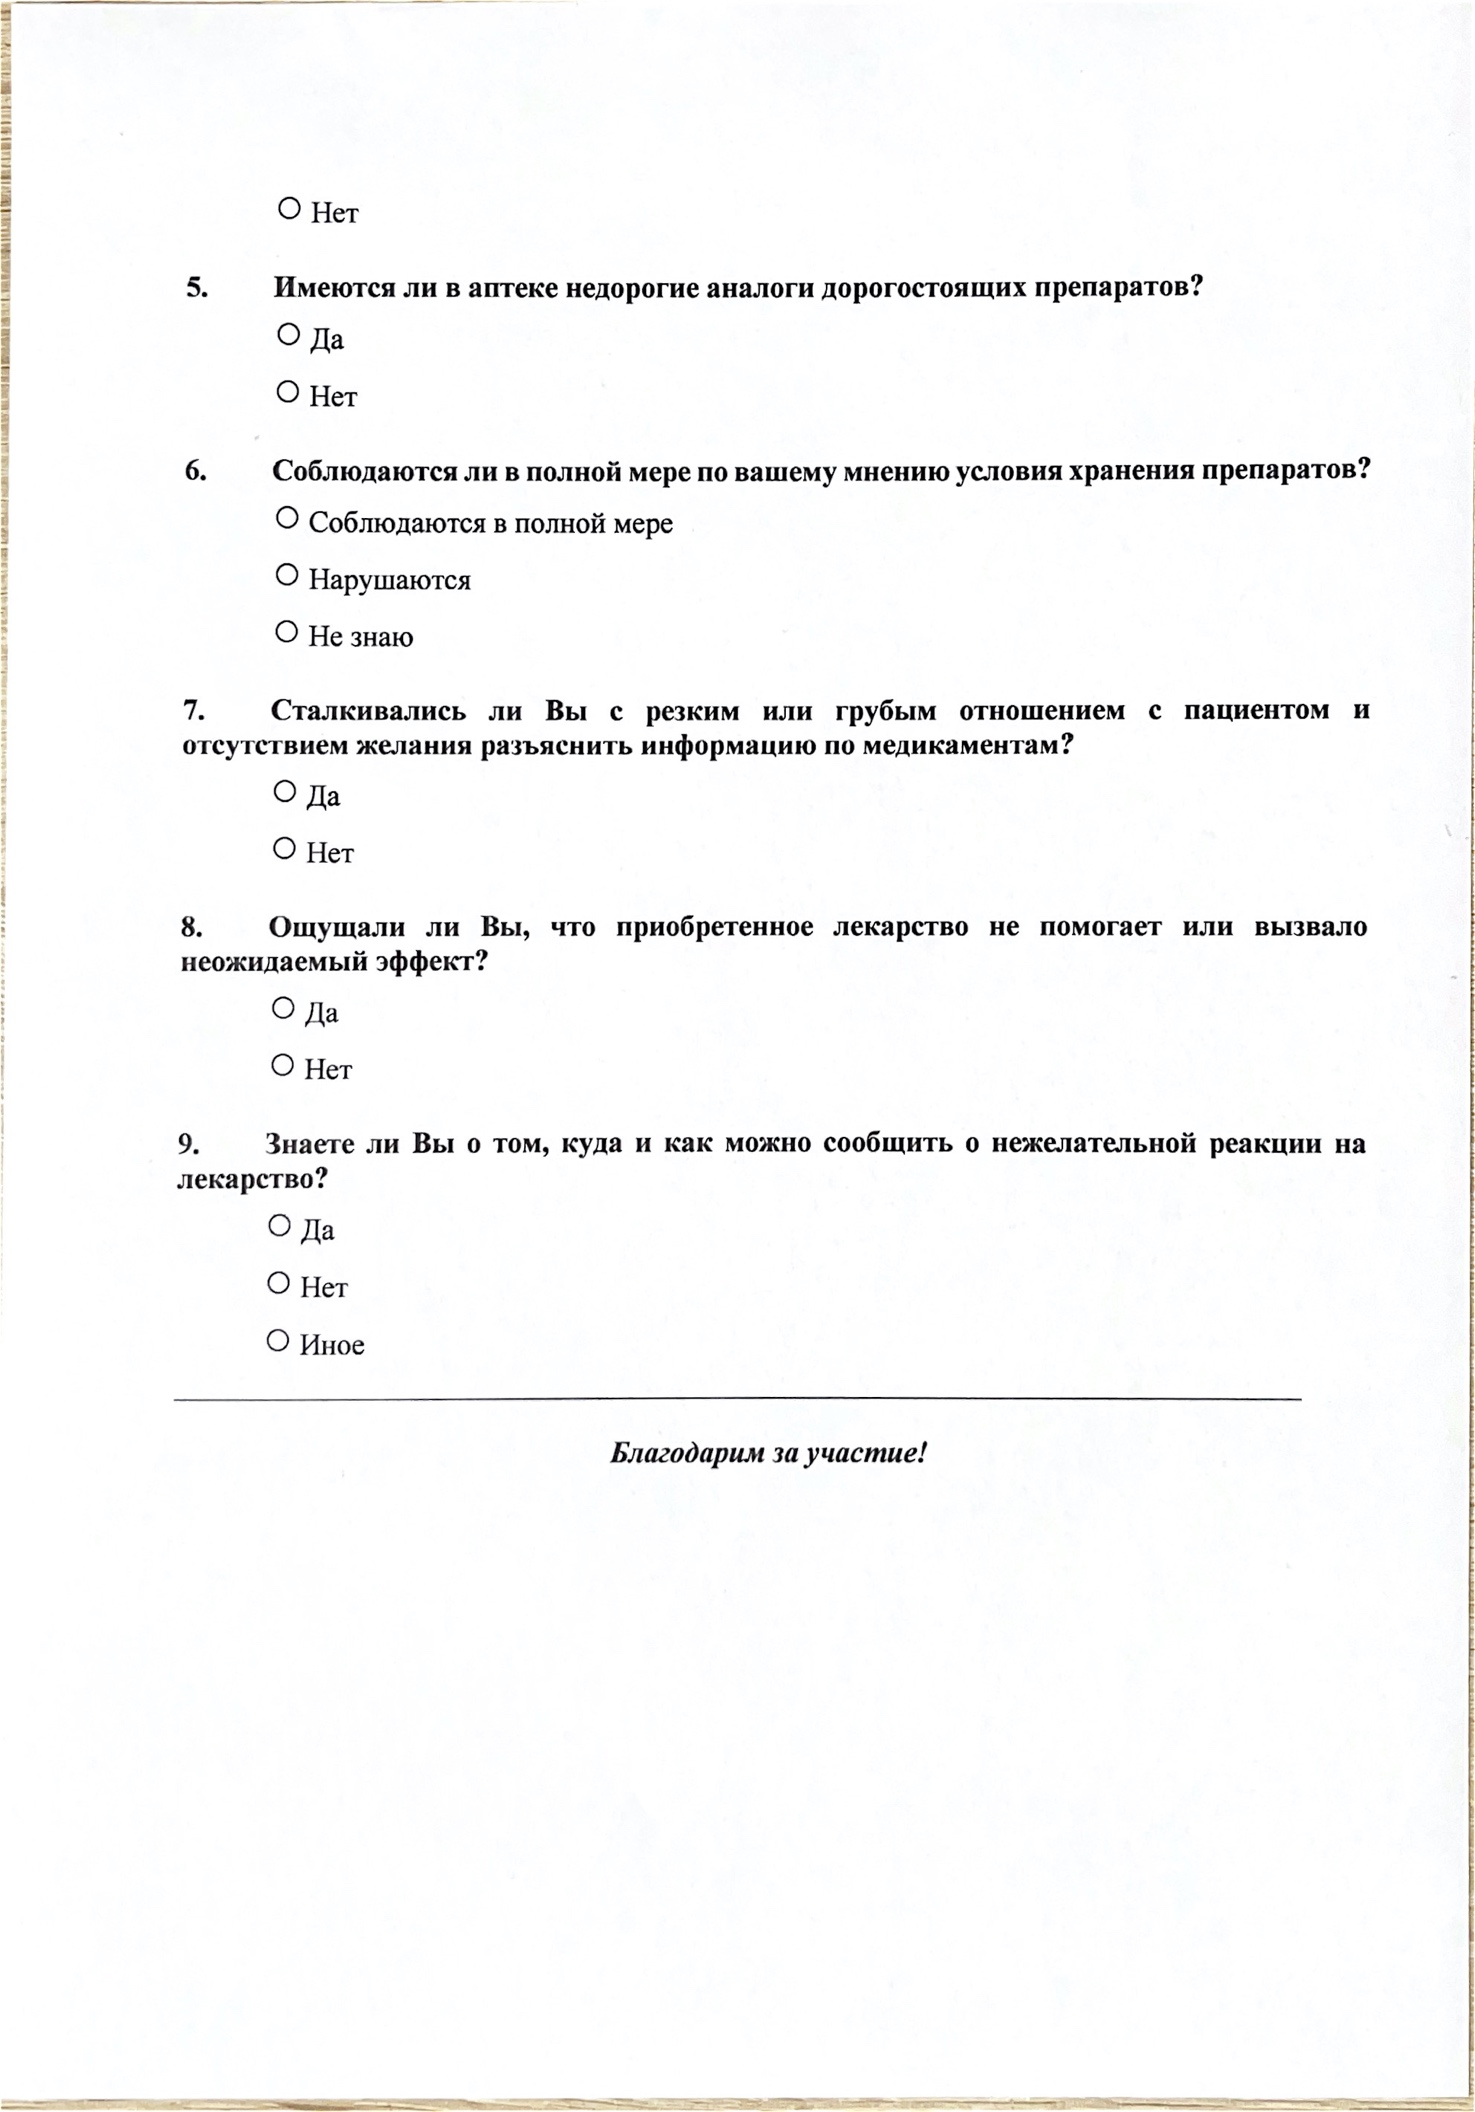 Нет
5. Имеются ли в аптеке недорогие аналоги дорогостоящих препаратов?
Да
Нет
6. Соблюдаются ли в полной мере по вашему мнению условия хранения препаратов?
Соблюдаются в полной мере
Нарушаются
Не знаю
7. Сталкивались ли Вы с резким или грубым отношением с пациентом и
отсутствием желания разъяснить информацию по медикаментам?
Да
Нет
8. Ощущали ли Вы, что приобретенное лекарство не помогает или вызвало
неожидаемый эффект?
Да
Нет
9. Знаете ли Вы о том, куда и как можно сообщить о нежелательной реакции на
лекарство?
Да
Нет
Иное
Благодарим за участие!